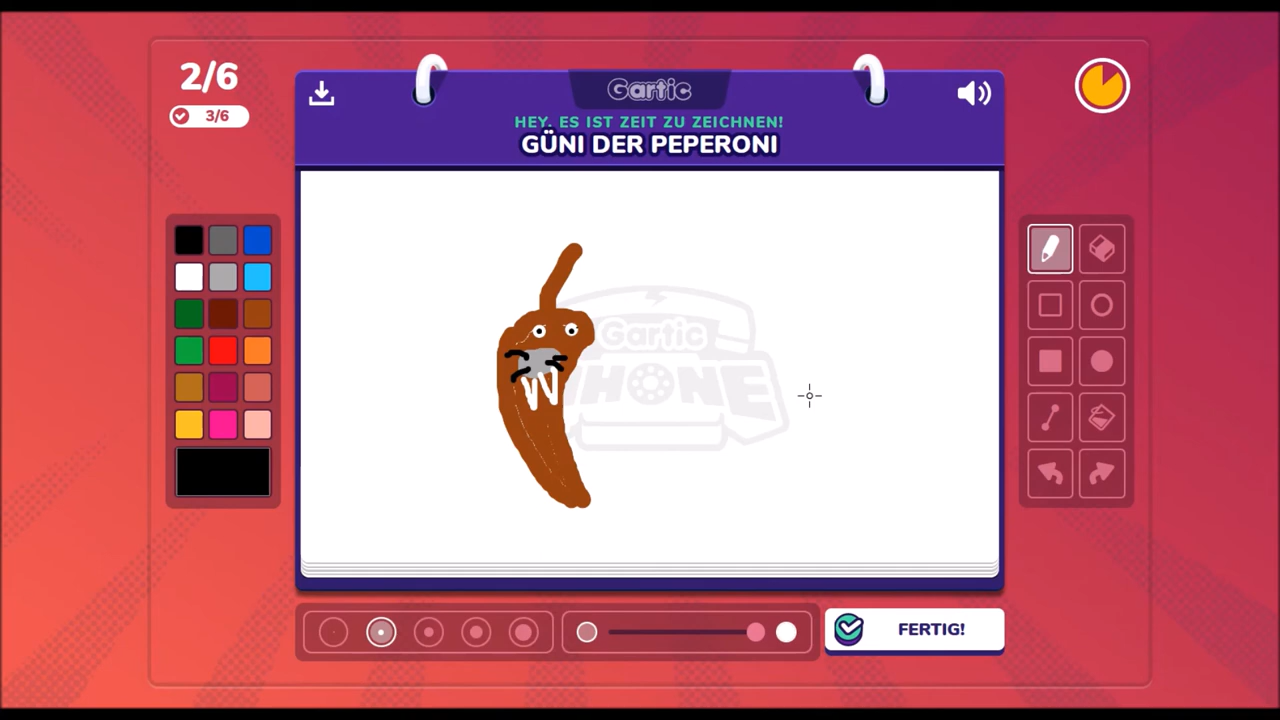 2/6
3/6
Gartic
HEY. ES IST ZEIT ZU ZEICHNEN!
GÜNI DER PEPERONI
Gartic
PHONE
FERTIG!